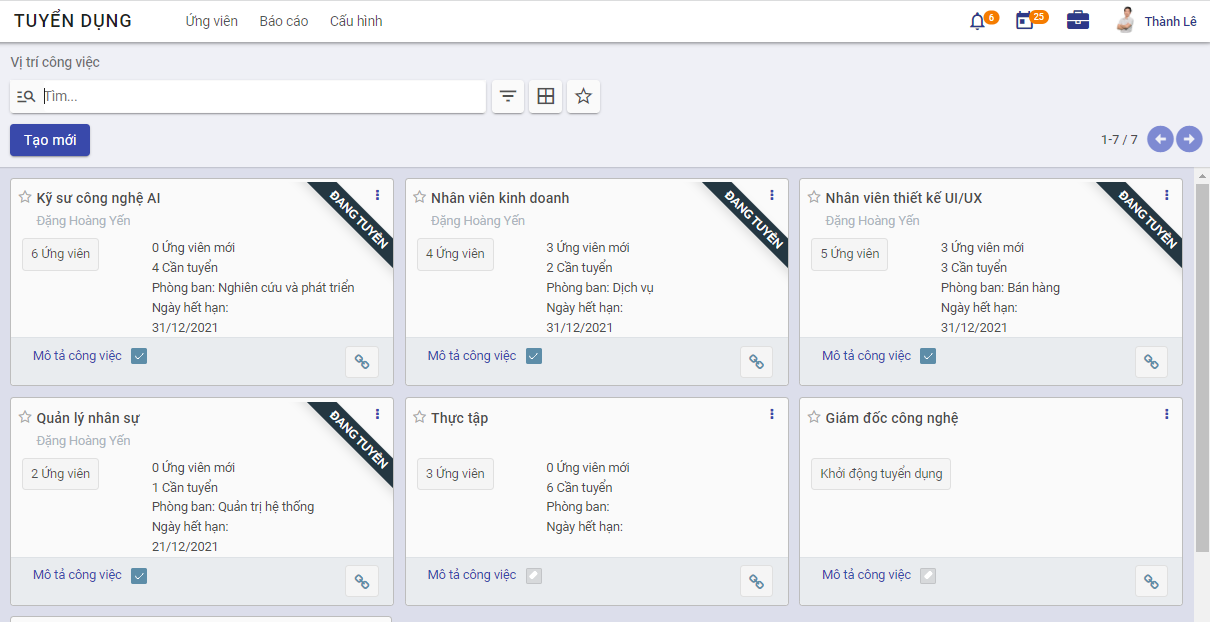 TUYỂN DỤNG Ứng viên Báo cáo Cấu hình 6 25 Thành Lê
Vị trí công việc
Tìm...
Tạo mới 1-7 / 7
Kỹ sư công nghệ AI
Đặng Hoàng Yến
ĐANG TUYỂN
6 Ứng viên
0 Ứng viên mới
4 Cần tuyển
Phòng ban: Nghiên cứu và phát triển
Ngày hết hạn:
31/12/2021
Mô tả công việc
Nhân viên kinh doanh
Đặng Hoàng Yến
ĐANG TUYỂN
4 Ứng viên
3 Ứng viên mới
2 Cần tuyển
Phòng ban: Dịch vụ
Ngày hết hạn:
31/12/2021
Mô tả công việc
Nhân viên thiết kế UI/UX
Đặng Hoàng Yến
ĐANG TUYỂN
5 Ứng viên
3 Ứng viên mới
3 Cần tuyển
Phòng ban: Bán hàng
Ngày hết hạn:
31/12/2021
Mô tả công việc
Quản lý nhân sự
Đặng Hoàng Yến
ĐANG TUYỂN
2 Ứng viên
0 Ứng viên mới
1 Cần tuyển
Phòng ban: Quản trị hệ thống
Ngày hết hạn:
21/12/2021
Mô tả công việc
Thực tập
3 Ứng viên
0 Ứng viên mới
6 Cần tuyển
Phòng ban:
Ngày hết hạn:
Mô tả công việc
Giám đốc công nghệ
Khởi động tuyển dụng
Mô tả công việc